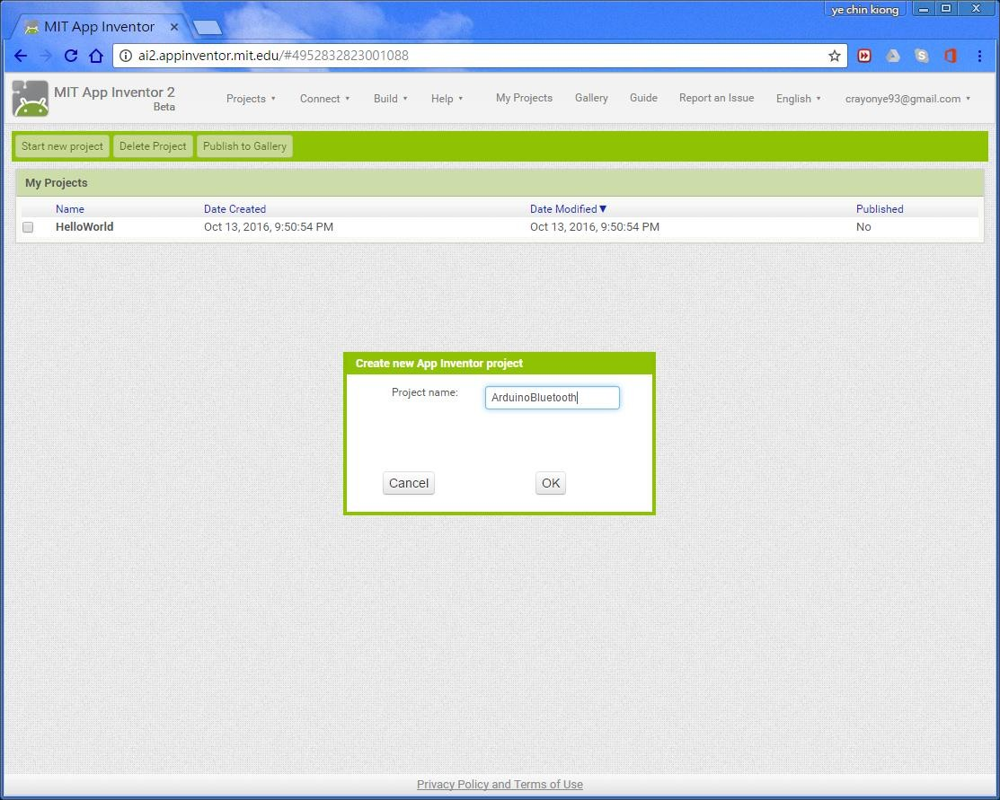 ye chin kiong
MIT App Inventor
ai2.appinventor.mit.edu/#4952832823001088
MIT App Inventor 2
Beta
Projects Connect Build Help My Projects Gallery Guide Report an Issue English crayonye93@gmail.com
Start new project Delete Project Publish to Gallery
My Projects
Name Date Created Date Modified Published
HelloWorld Oct 13, 2016, 9:50:54 PM Oct 13, 2016, 9:50:54 PM No
Create new App Inventor project
Project name: ArduinoBluetooth
Cancel OK
Privacy Policy and Terms of Use